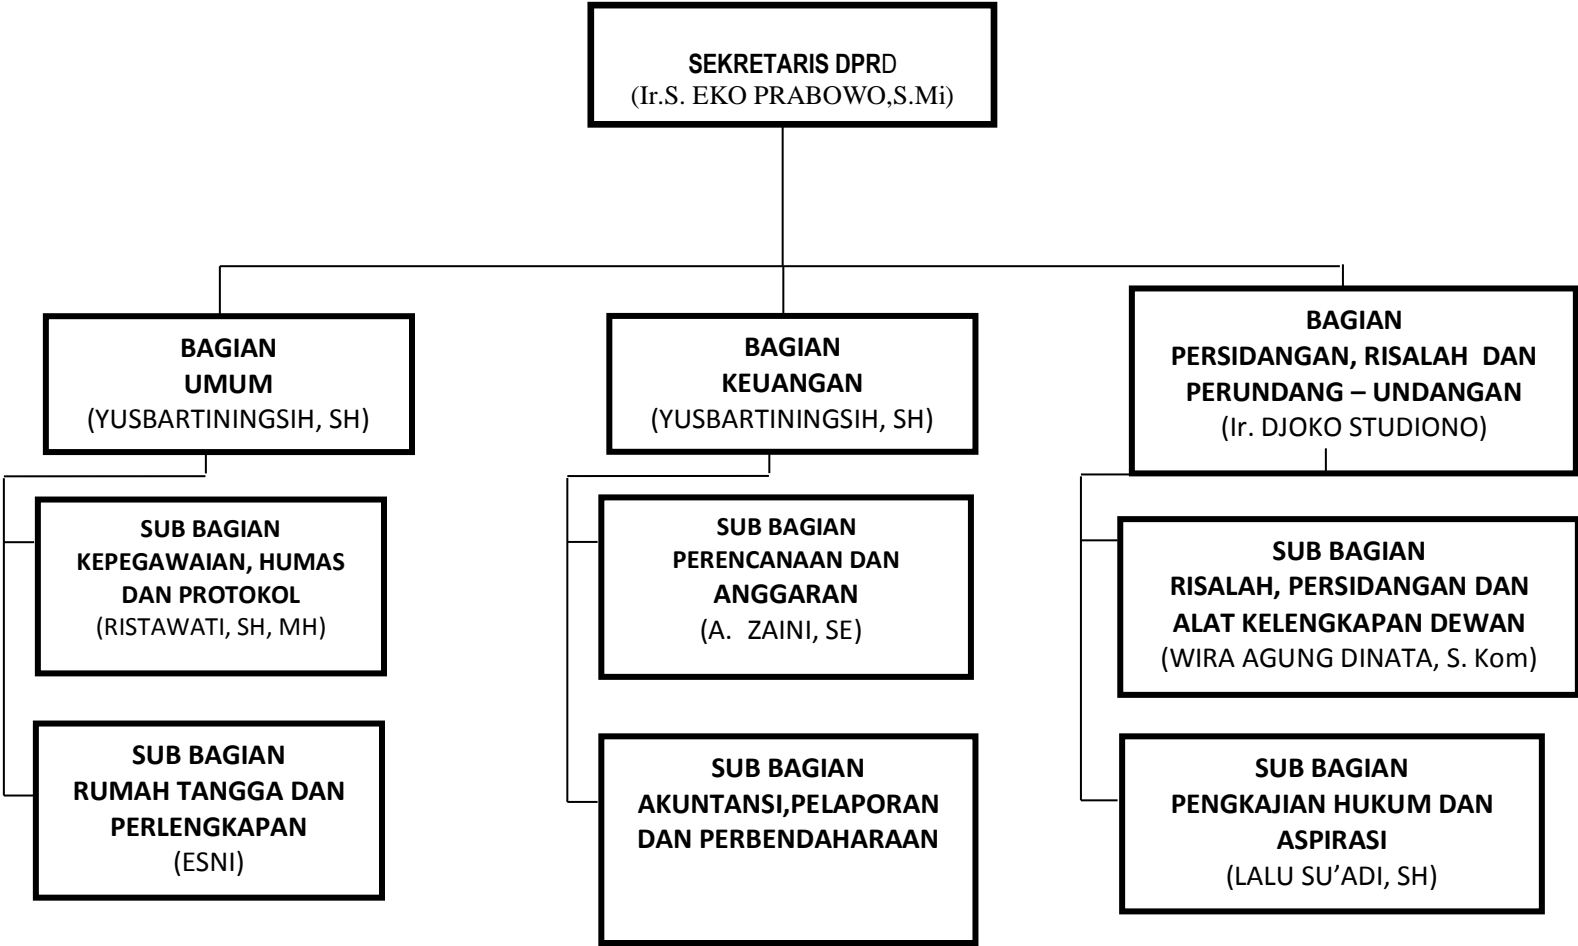 SEKRETARIS DPRD
(Ir.S. EKO PRABOWO,S.Mi)
BAGIAN
UMUM
(YUSBARTININGSIH, SH)
BAGIAN
KEUANGAN
(YUSBARTININGSIH, SH)
BAGIAN
PERSIDANGAN, RISALAH DAN
PERUNDANG – UNDANGAN
(Ir. DJOKO STUDIONO)
SUB BAGIAN
KEPEGAWAIAN, HUMAS
DAN PROTOKOL
(RISTAWATI, SH, MH)
SUB BAGIAN
PERENCANAAN DAN
ANGGARAN
(A. ZAINI, SE)
SUB BAGIAN
RISALAH, PERSIDANGAN DAN
ALAT KELENGKAPAN DEWAN
(WIRA AGUNG DINATA, S. Kom)
SUB BAGIAN
RUMAH TANGGA DAN
PERLENGKAPAN
(ESNI)
SUB BAGIAN
AKUNTANSI,PELAPORAN
DAN PERBENDAHARAAN
SUB BAGIAN
PENGKAJIAN HUKUM DAN
ASPIRASI
(LALU SU’ADI, SH)